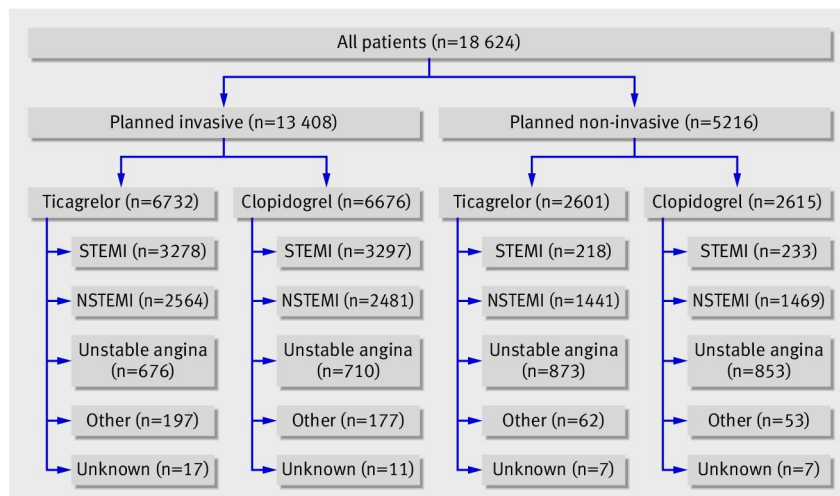 All patients (n=18 624)
Planned invasive (n=13 408)
Planned non-invasive (n=5216)
Ticagrelor (n=6732)
STEMI (n=3278)
NSTEMI (n=2564)
Unstable angina
(n=676)
Other (n=197)
Unknown (n=17)
Clopidogrel (n=6676)
STEMI (n=3297)
NSTEMI (n=2481)
Unstable angina
(n=710)
Other (n=177)
Unknown (n=11)
Ticagrelor (n=2601)
STEMI (n=218)
NSTEMI (n=1441)
Unstable angina
(n=873)
Other (n=62)
Unknown (n=7)
Clopidogrel (n=2615)
STEMI (n=233)
NSTEMI (n=1469)
Unstable angina
(n=853)
Other (n=53)
Unknown (n=7)